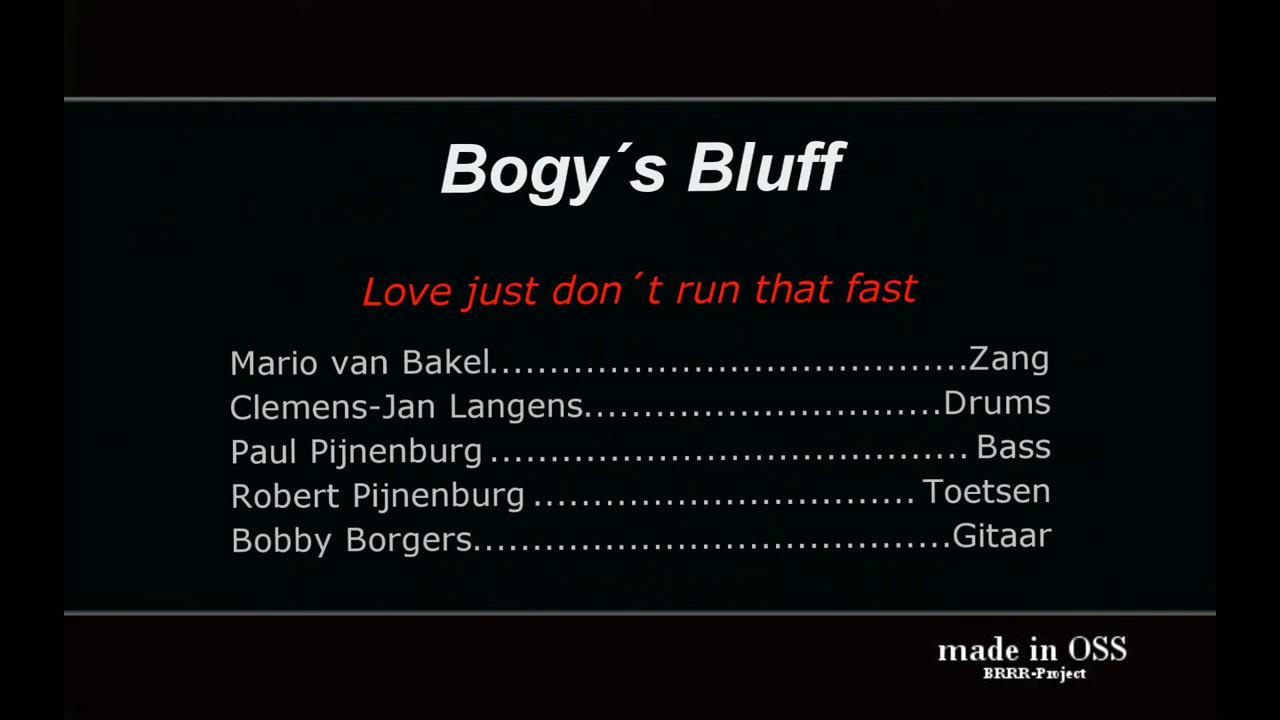 Bogy´s Bluff
Love just don´t run that fast
Mario van Bakel........................................Zang
Clemens-Jan Langens..............................Drums
Paul Pijnenburg ........................................ Bass
Robert Pijnenburg ................................ Toetsen
Bobby Borgers........................................Gitaar
made in OSS
BRRR-Project